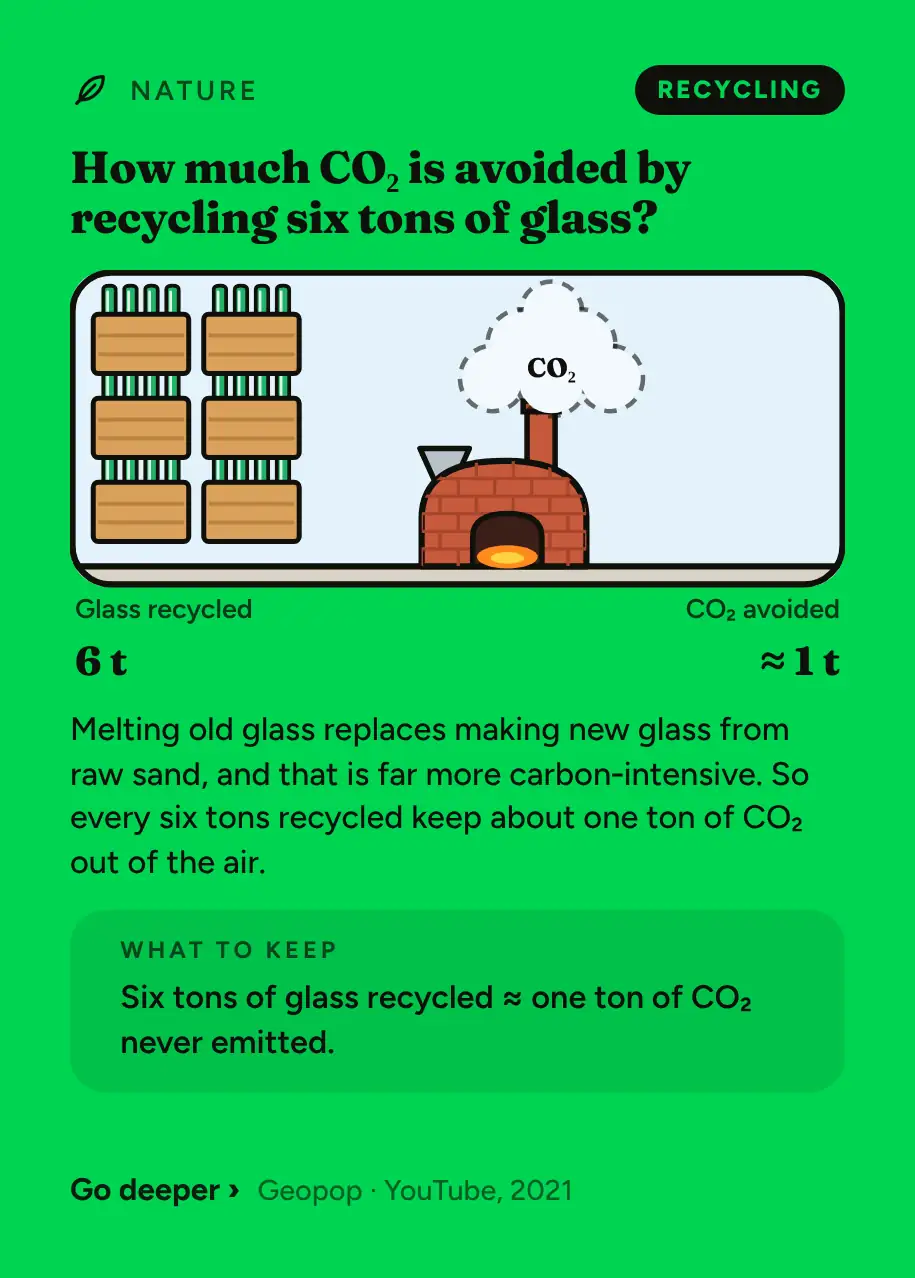 NATURE
RECYCLING
How much CO₂ is avoided by
recycling six tons of glass?
CO₂
Glass recycled
CO₂ avoided
6 t
≈ 1 t
Melting old glass replaces making new glass from
raw sand, and that is far more carbon-intensive. So
every six tons recycled keep about one ton of CO₂
out of the air.
WHAT TO KEEP
Six tons of glass recycled ≈ one ton of CO₂
never emitted.
Go deeper › Geopop · YouTube, 2021